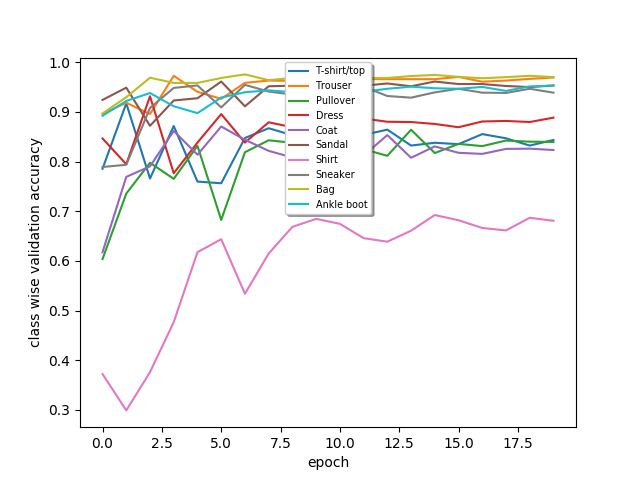 1.0
0.9
0.8
0.7
0.6
0.5
0.4
0.3
class wise validation accuracy
T-shirt/top
Trouser
Pullover
Dress
Coat
Sandal
Shirt
Sneaker
Bag
Ankle boot
0.0 2.5 5.0 7.5 10.0 12.5 15.0 17.5
epoch